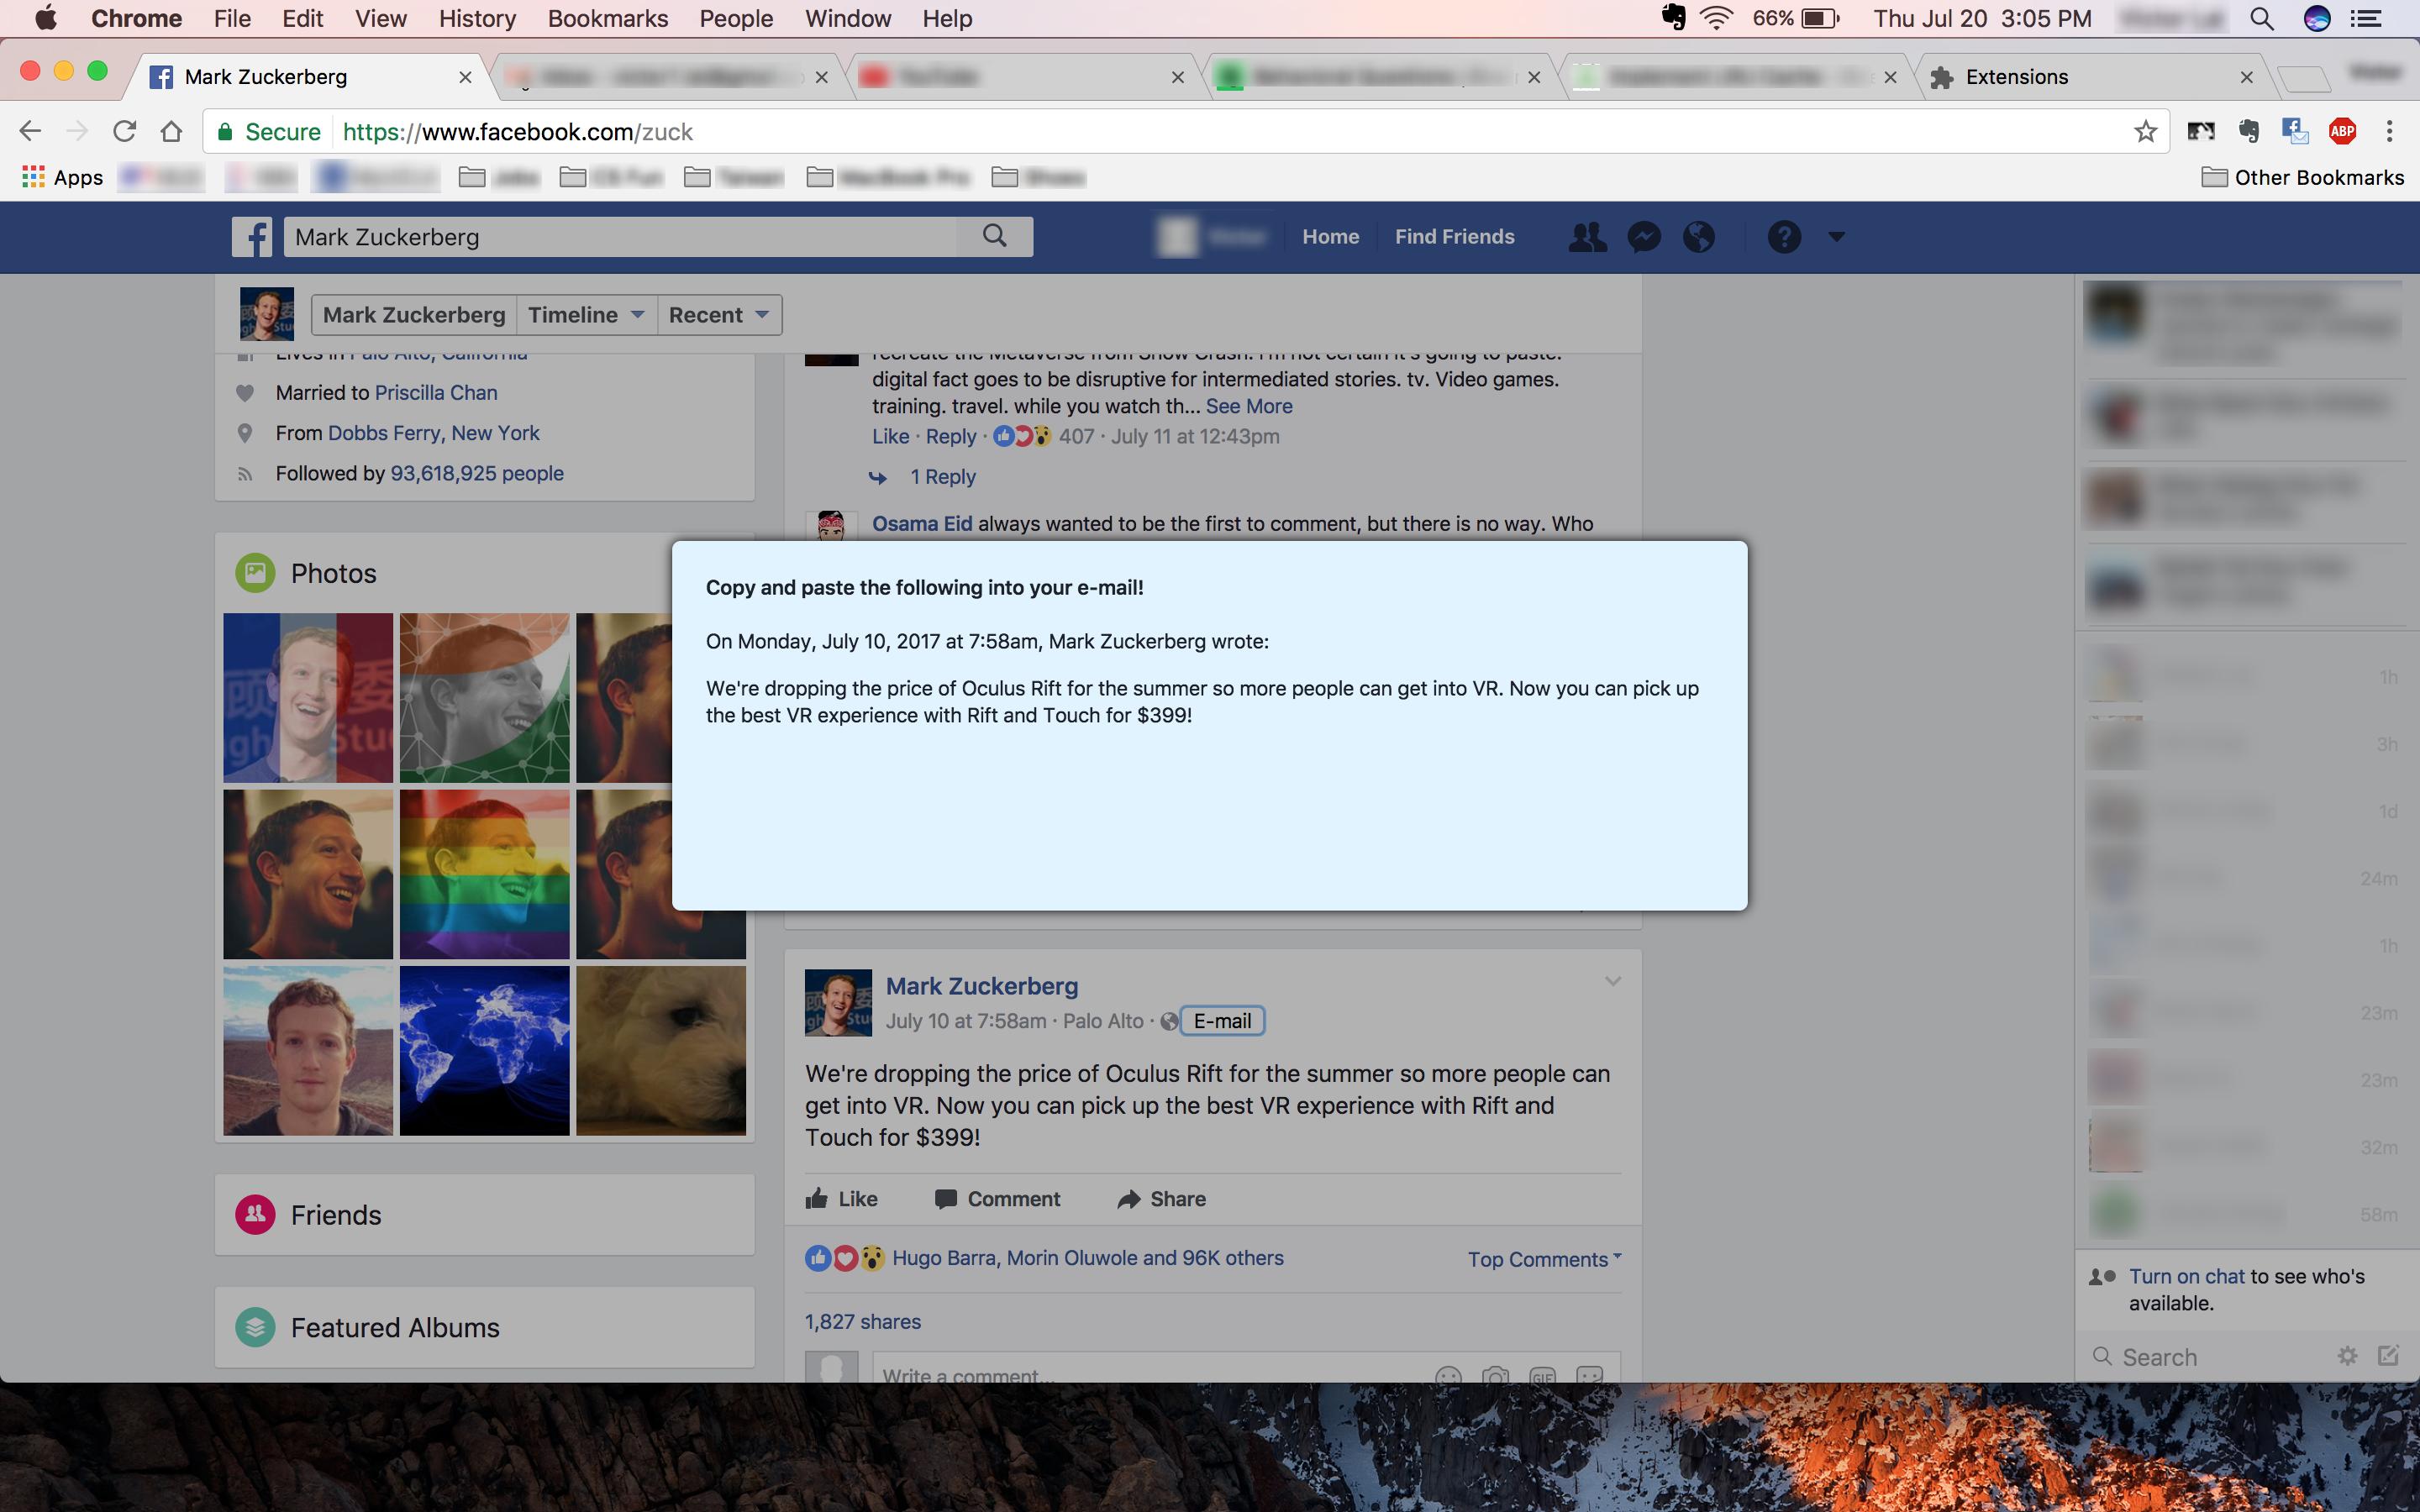 Chrome File Edit View History Bookmarks People Window Help 66% Thu Jul 20 3:05 PM
Mark Zuckerberg
YouTube
Extensions
Secure https://www.facebook.com/zuck
ABP
Apps
Jobs
CS Fun
Taiwan
MacBook Pro
Shoes
Other Bookmarks
Mark Zuckerberg
Home Find Friends
Mark Zuckerberg Timeline Recent
Lives in Palo Alto, California
Married to Priscilla Chan
From Dobbs Ferry, New York
Followed by 93,618,925 people
Photos
Friends
Featured Albums
recreate the Metaverse from Snow Crash. I'm not certain it's going to paste.
digital fact goes to be disruptive for intermediated stories. tv. Video games.
training. travel. while you watch th... See More
Like · Reply · 407 · July 11 at 12:43pm
1 Reply
Osama Eid always wanted to be the first to comment, but there is no way. Who
Copy and paste the following into your e-mail!
On Monday, July 10, 2017 at 7:58am, Mark Zuckerberg wrote:
We're dropping the price of Oculus Rift for the summer so more people can get into VR. Now you can pick up
the best VR experience with Rift and Touch for $399!
Mark Zuckerberg
July 10 at 7:58am · Palo Alto · E-mail
We're dropping the price of Oculus Rift for the summer so more people can
get into VR. Now you can pick up the best VR experience with Rift and
Touch for $399!
Like Comment Share
Hugo Barra, Morin Oluwole and 96K others Top Comments
1,827 shares
Write a comment...
GIF
1h
3h
1d
24m
1h
23m
23m
32m
58m
Turn on chat to see who's
available.
Search